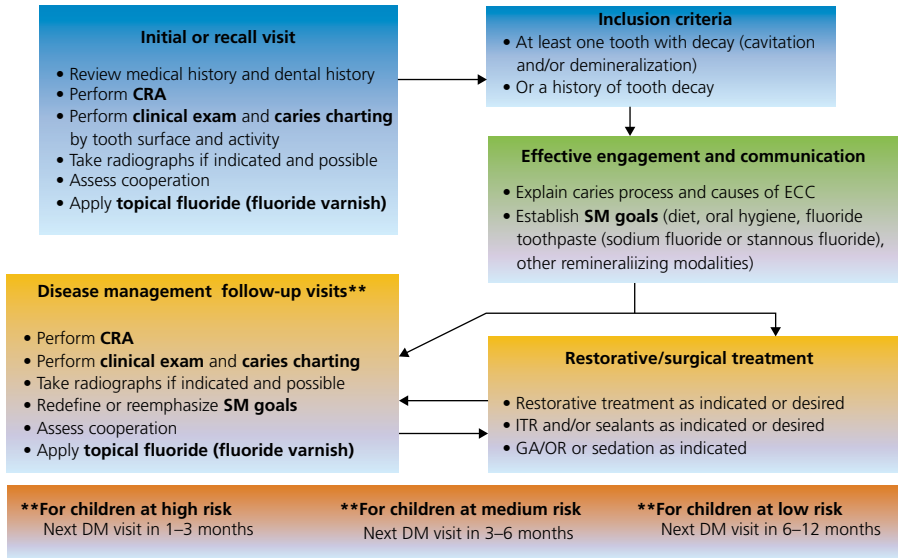 Initial or recall visit
• Review medical history and dental history
• Perform CRA
• Perform clinical exam and caries charting
by tooth surface and activity
• Take radiographs if indicated and possible
• Assess cooperation
• Apply topical fluoride (fluoride varnish)
Inclusion criteria
• At least one tooth with decay (cavitation
and/or demineralization)
• Or a history of tooth decay
Effective engagement and communication
• Explain caries process and causes of ECC
• Establish SM goals (diet, oral hygiene, fluoride
toothpaste (sodium fluoride or stannous fluoride),
other remineraliizing modalities)
Disease management follow-up visits**
• Perform CRA
• Perform clinical exam and caries charting
• Take radiographs if indicated and possible
• Redefine or reemphasize SM goals
• Assess cooperation
• Apply topical fluoride (fluoride varnish)
Restorative/surgical treatment
• Restorative treatment as indicated or desired
• ITR and/or sealants as indicated or desired
• GA/OR or sedation as indicated
**For children at high risk
Next DM visit in 1–3 months
**For children at medium risk
Next DM visit in 3–6 months
**For children at low risk
Next DM visit in 6–12 months